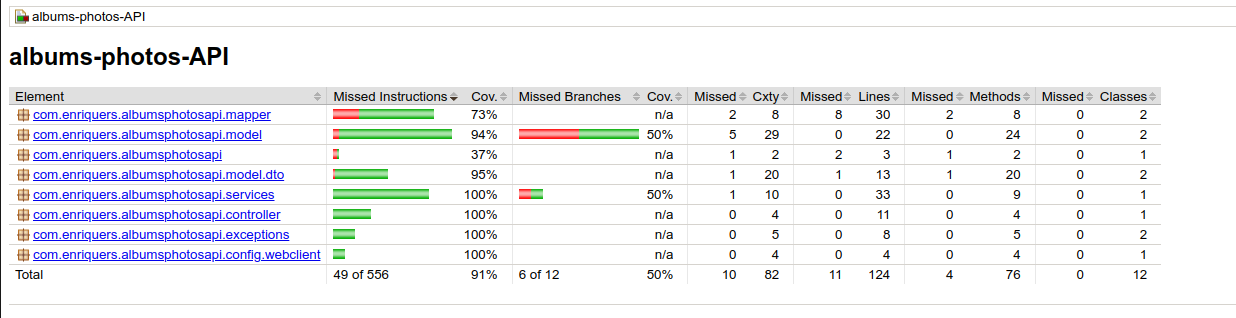 albums-photos-API
albums-photos-API
Element Missed Instructions Cov. Missed Branches Cov. Missed Cxty Missed Lines Missed Methods Missed Classes
com.enriquers.albumsphotosapi.mapper 73% n/a 2 8 8 30 2 8 0 2
com.enriquers.albumsphotosapi.model 94% 50% 5 29 0 22 0 24 0 2
com.enriquers.albumsphotosapi 37% n/a 1 2 2 3 1 2 0 1
com.enriquers.albumsphotosapi.model.dto 95% n/a 1 20 1 13 1 20 0 2
com.enriquers.albumsphotosapi.services 100% 50% 1 10 0 33 0 9 0 1
com.enriquers.albumsphotosapi.controller 100% n/a 0 4 0 11 0 4 0 1
com.enriquers.albumsphotosapi.exceptions 100% n/a 0 5 0 8 0 5 0 2
com.enriquers.albumsphotosapi.config.webclient 100% n/a 0 4 0 4 0 4 0 1
Total 49 of 556 91% 6 of 12 50% 10 82 11 124 4 76 0 12